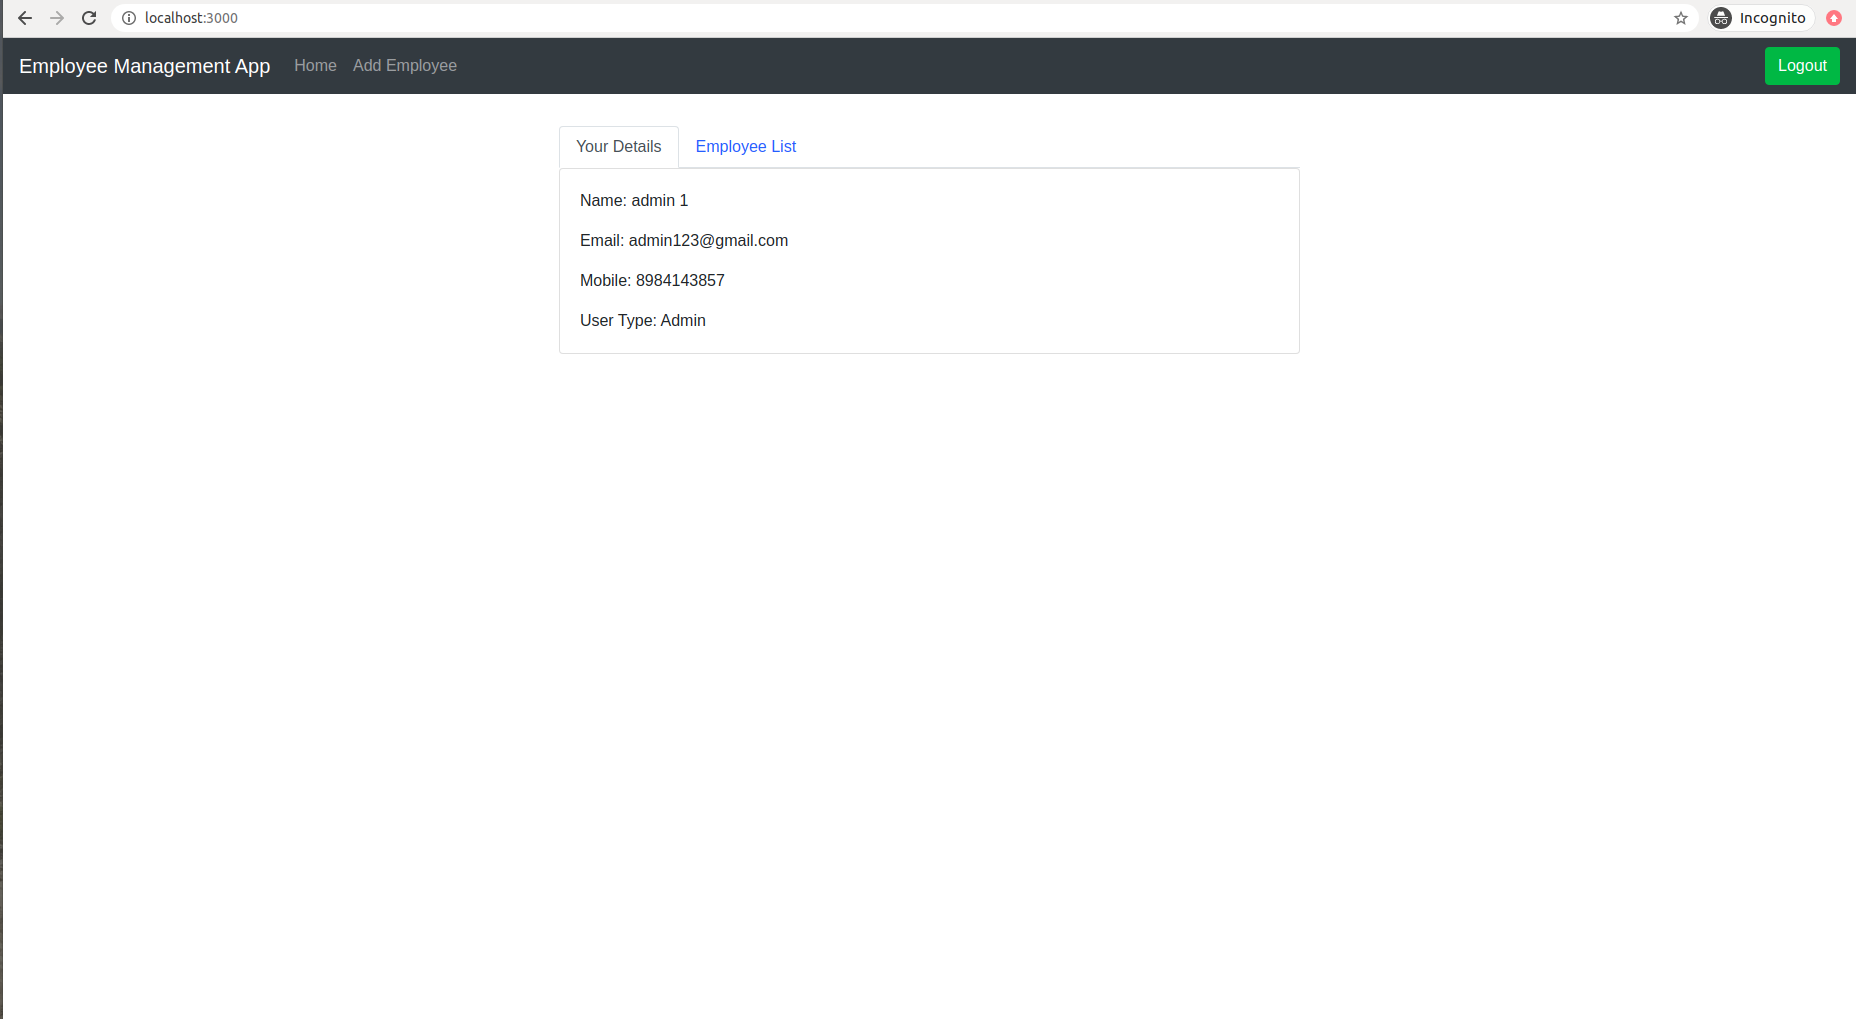 localhost:3000
Incognito
Employee Management App Home Add Employee Logout
Your Details Employee List
Name: admin 1
Email: admin123@gmail.com
Mobile: 8984143857
User Type: Admin